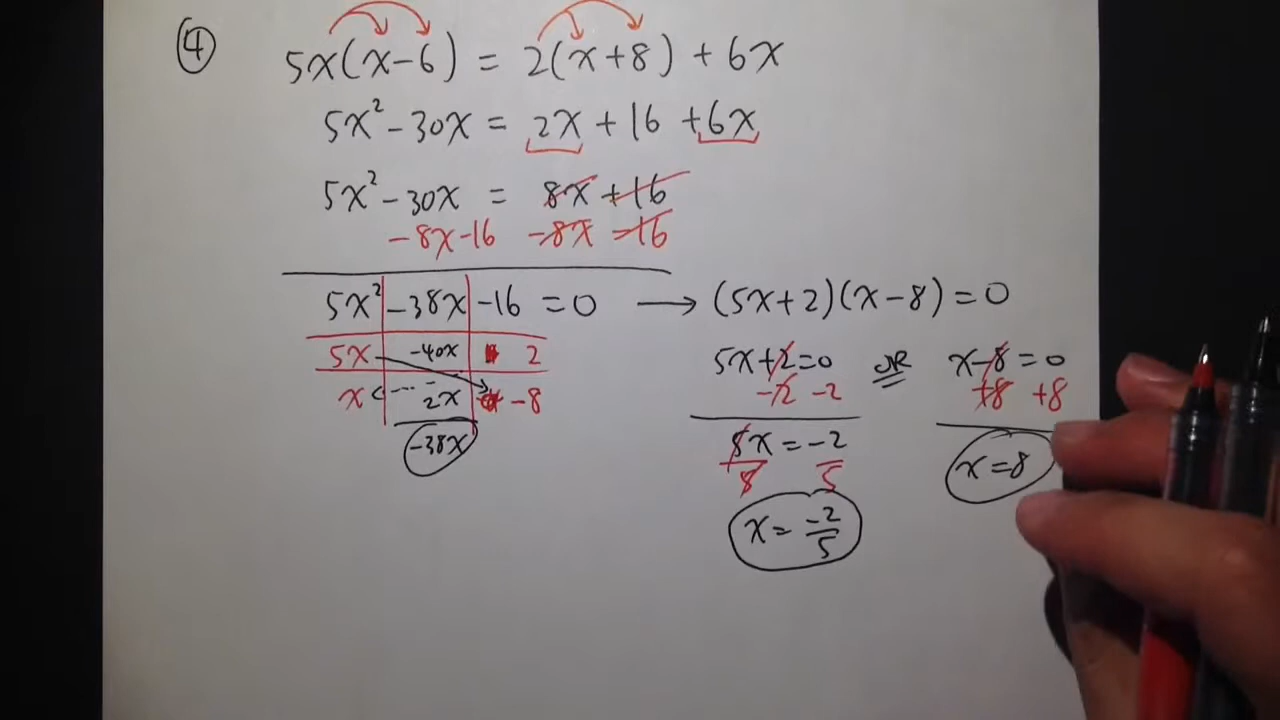 ④ 5x(x-6) = 2(x+8) + 6x
5x² - 30x = 2x + 16 + 6x
5x² - 30x = 8x + 16
-8x -16 -8x -16
5x² -38x -16 = 0 → (5x+2)(x-8) = 0
5x -40x 2
x 2x -8
-38x
5x+2=0 OR x-8=0
-2 -2 +8 +8
5x = -2
5 5
x = -2/5
x = 8